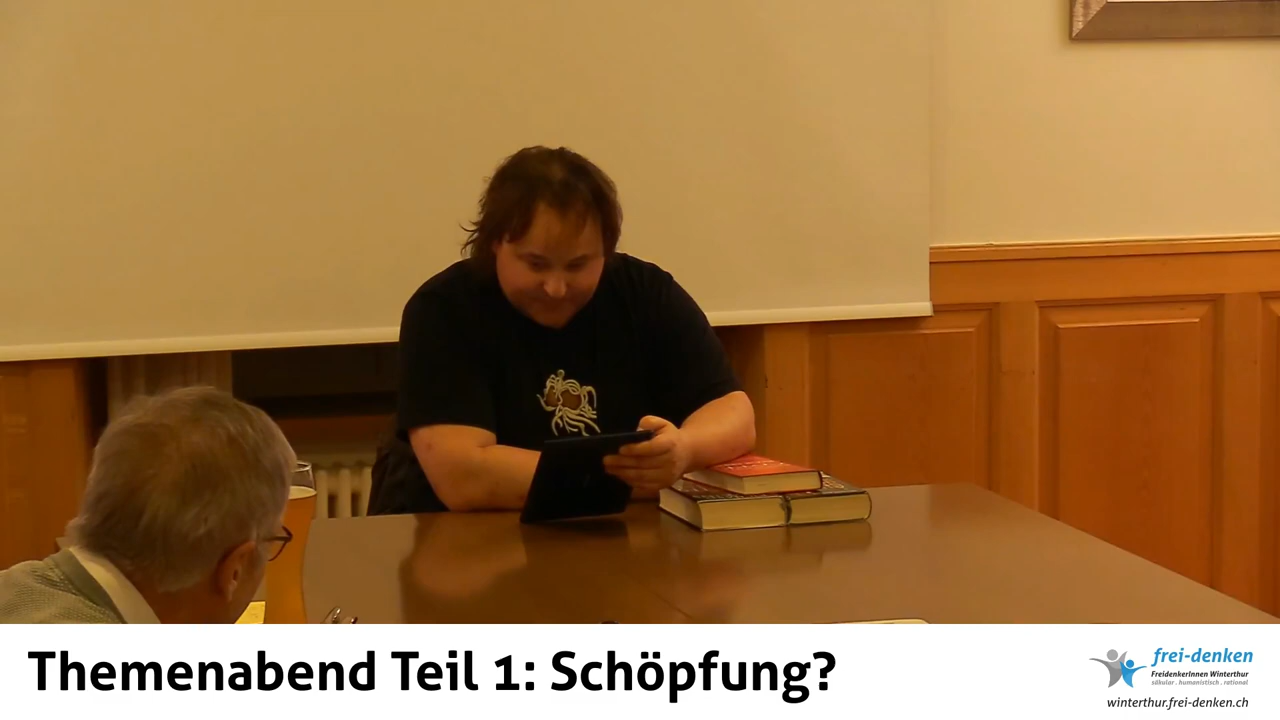 Themenabend Teil 1: Schöpfung?
frei-denken
FreidenkerInnen Winterthur
säkular . humanistisch . rational
winterthur.frei-denken.ch